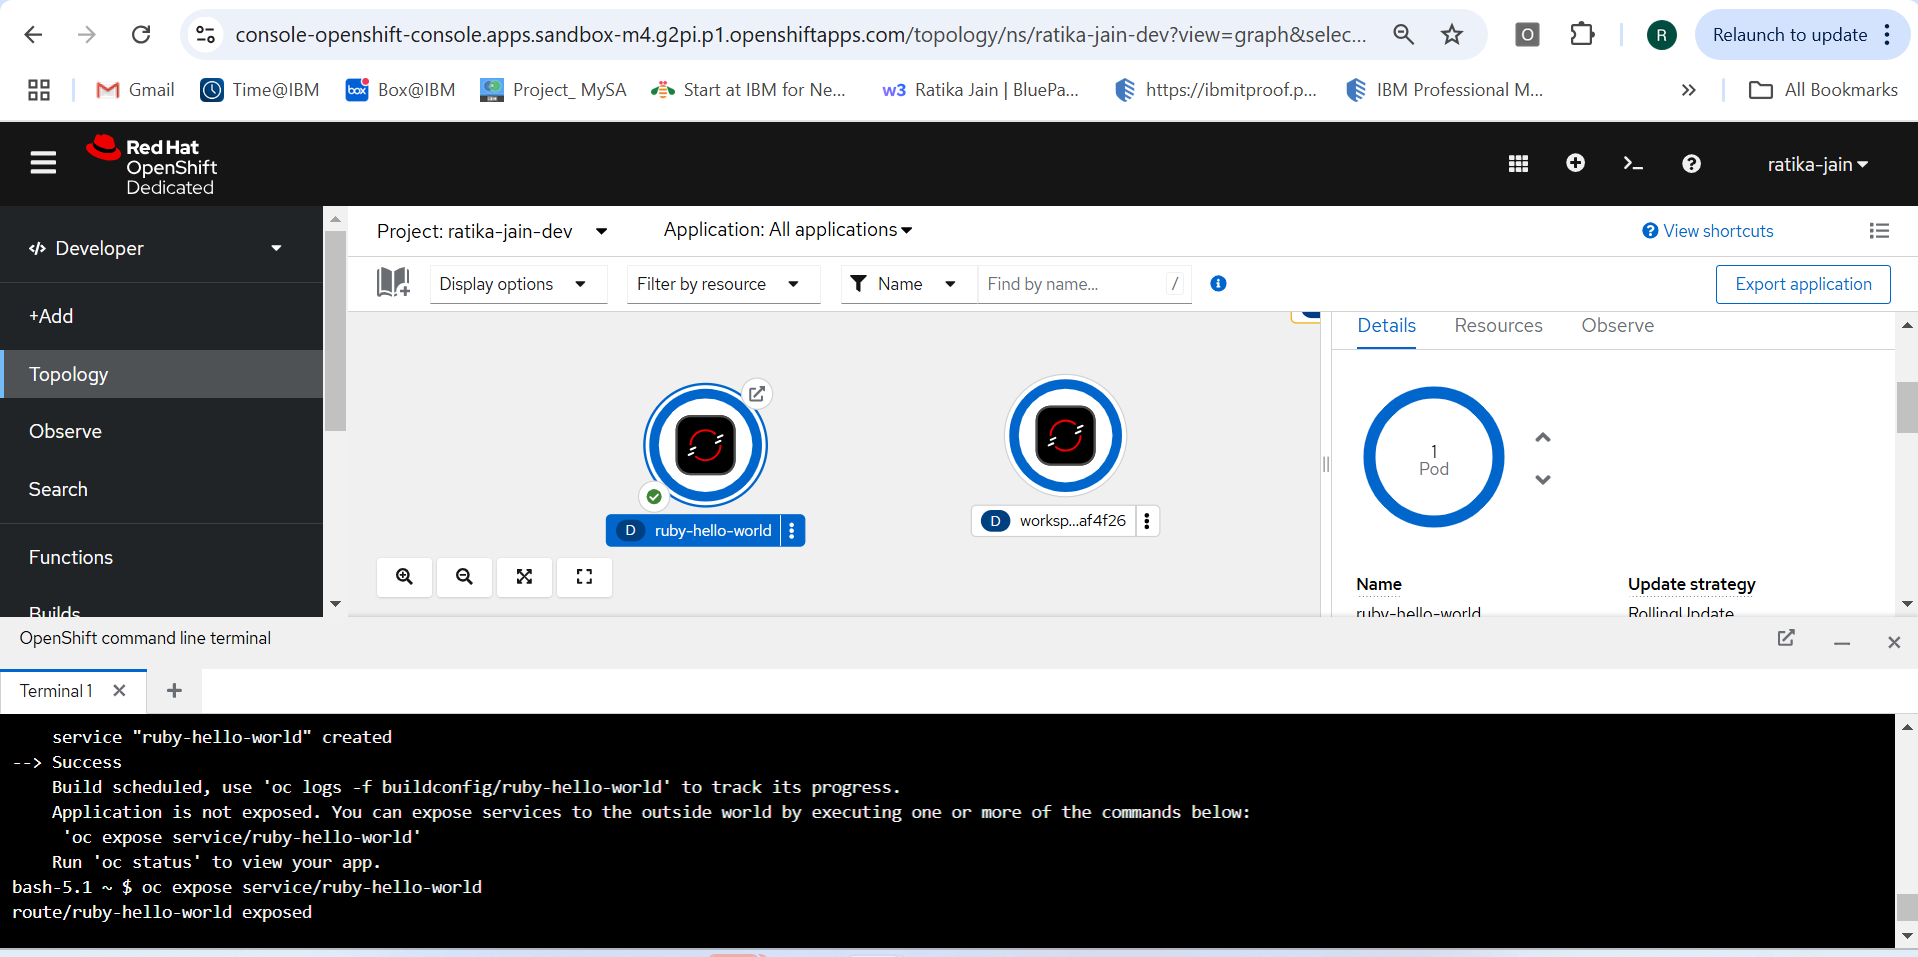 console-openshift-console.apps.sandbox-m4.g2pi.p1.openshiftapps.com/topology/ns/ratika-jain-dev?view=graph&selec...
O
R
Relaunch to update
Gmail
Time@IBM
box
Box@IBM
Project_ MySA
Start at IBM for Ne...
w3 Ratika Jain | BluePa...
https://ibmitproof.p...
IBM Professional M...
»
All Bookmarks
Red Hat
OpenShift
Dedicated
ratika-jain
Developer
+Add
Topology
Observe
Search
Functions
Builds
Project: ratika-jain-dev
Application: All applications
View shortcuts
Display options
Filter by resource
Name
Find by name...
/
Export application
D ruby-hello-world
D worksp...af4f26
Details
Resources
Observe
1
Pod
Name
ruby-hello-world
Update strategy
RollingUpdate
OpenShift command line terminal
Terminal 1
service "ruby-hello-world" created
--> Success
Build scheduled, use 'oc logs -f buildconfig/ruby-hello-world' to track its progress.
Application is not exposed. You can expose services to the outside world by executing one or more of the commands below:
'oc expose service/ruby-hello-world'
Run 'oc status' to view your app.
bash-5.1 ~ $ oc expose service/ruby-hello-world
route/ruby-hello-world exposed